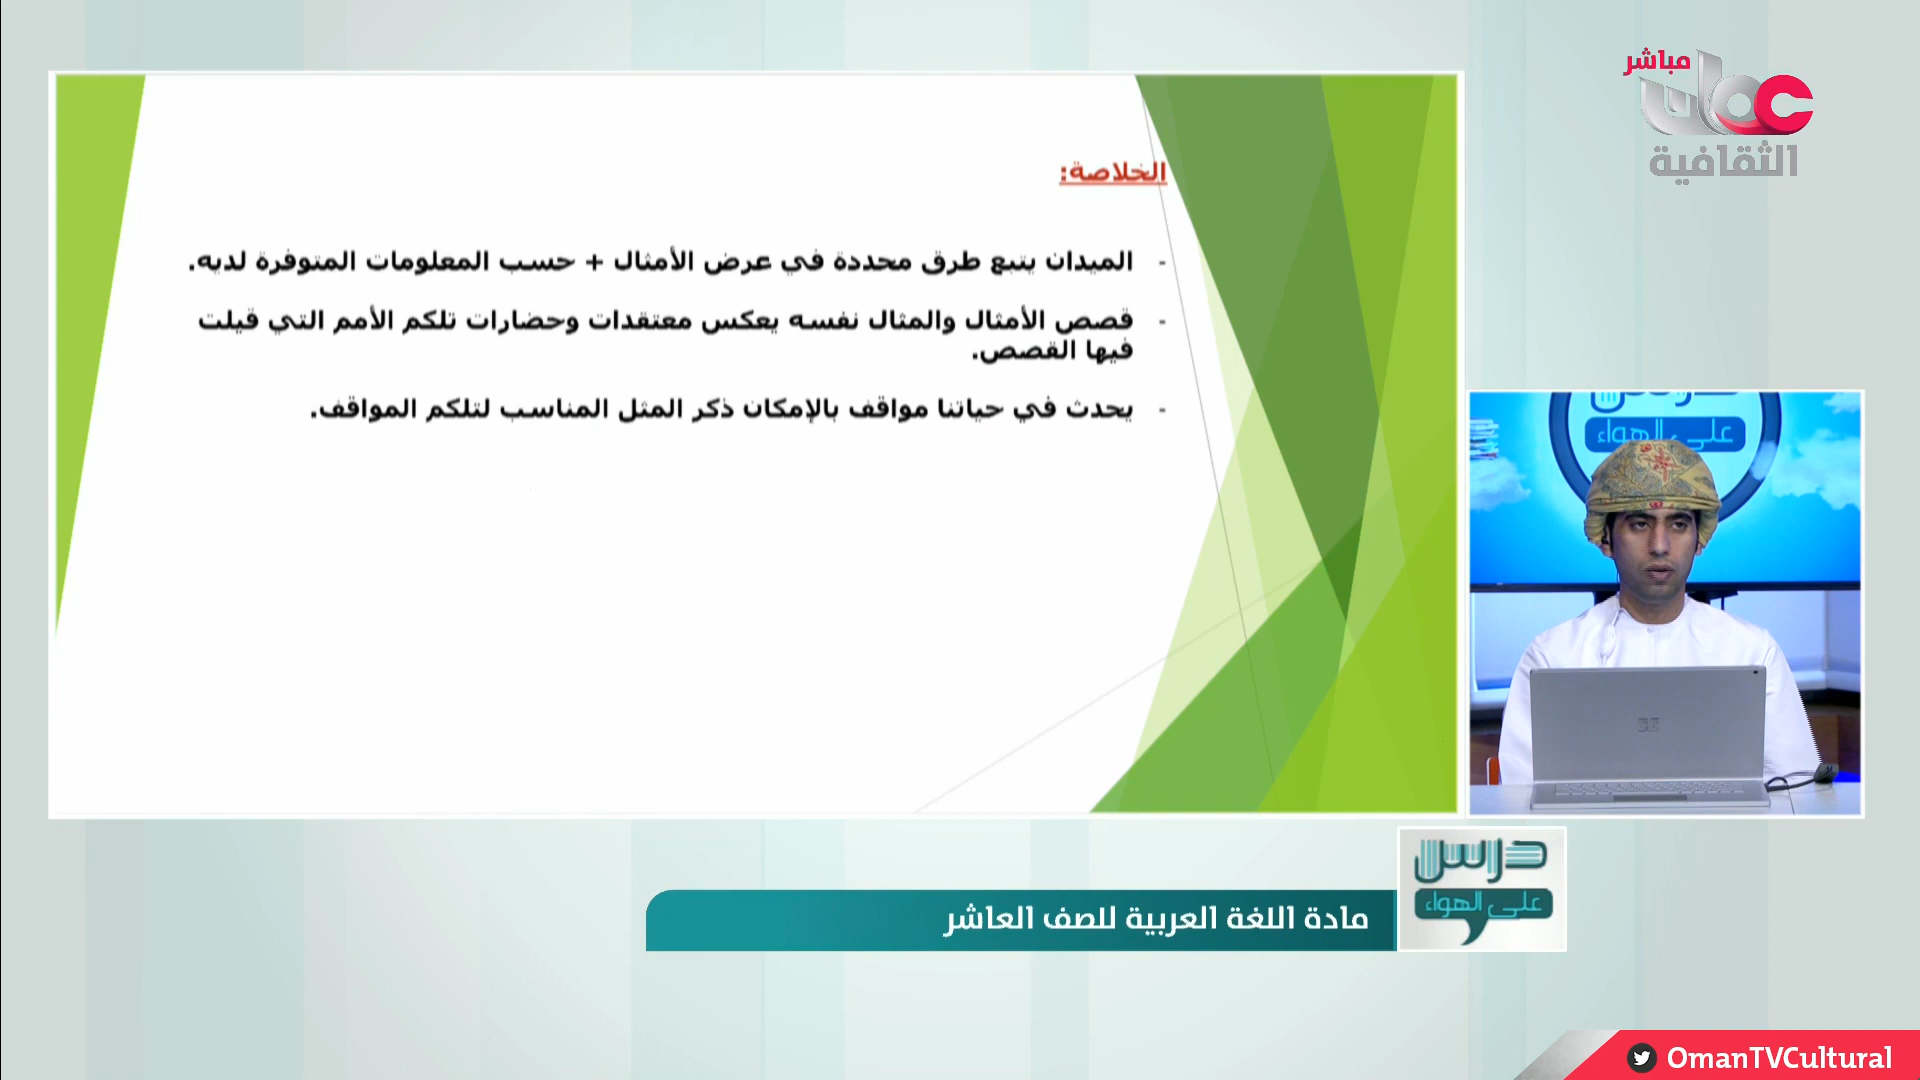 مباشر
عمان
الثقافية
الخلاصة:
- الميدان يتبع طرق محددة في عرض الأمثال + حسب المعلومات المتوفرة لديه.
- قصص الأمثال والمثال نفسه يعكس معتقدات وحضارات تلكم الأمم التي قيلت
فيها القصص.
- يحدث في حياتنا مواقف بالإمكان ذكر المثل المناسب لتلكم المواقف.
على الهواء
درس
على الهواء
مادة اللغة العربية للصف العاشر
OmanTVCultural